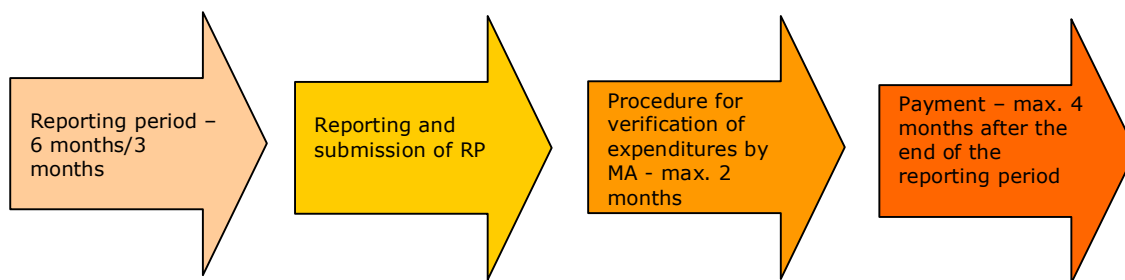 Reporting period –
6 months/3
months
Reporting and
submission of RP
Procedure for
verification of
expenditures by
MA - max. 2
months
Payment – max. 4
months after the
end of the
reporting period